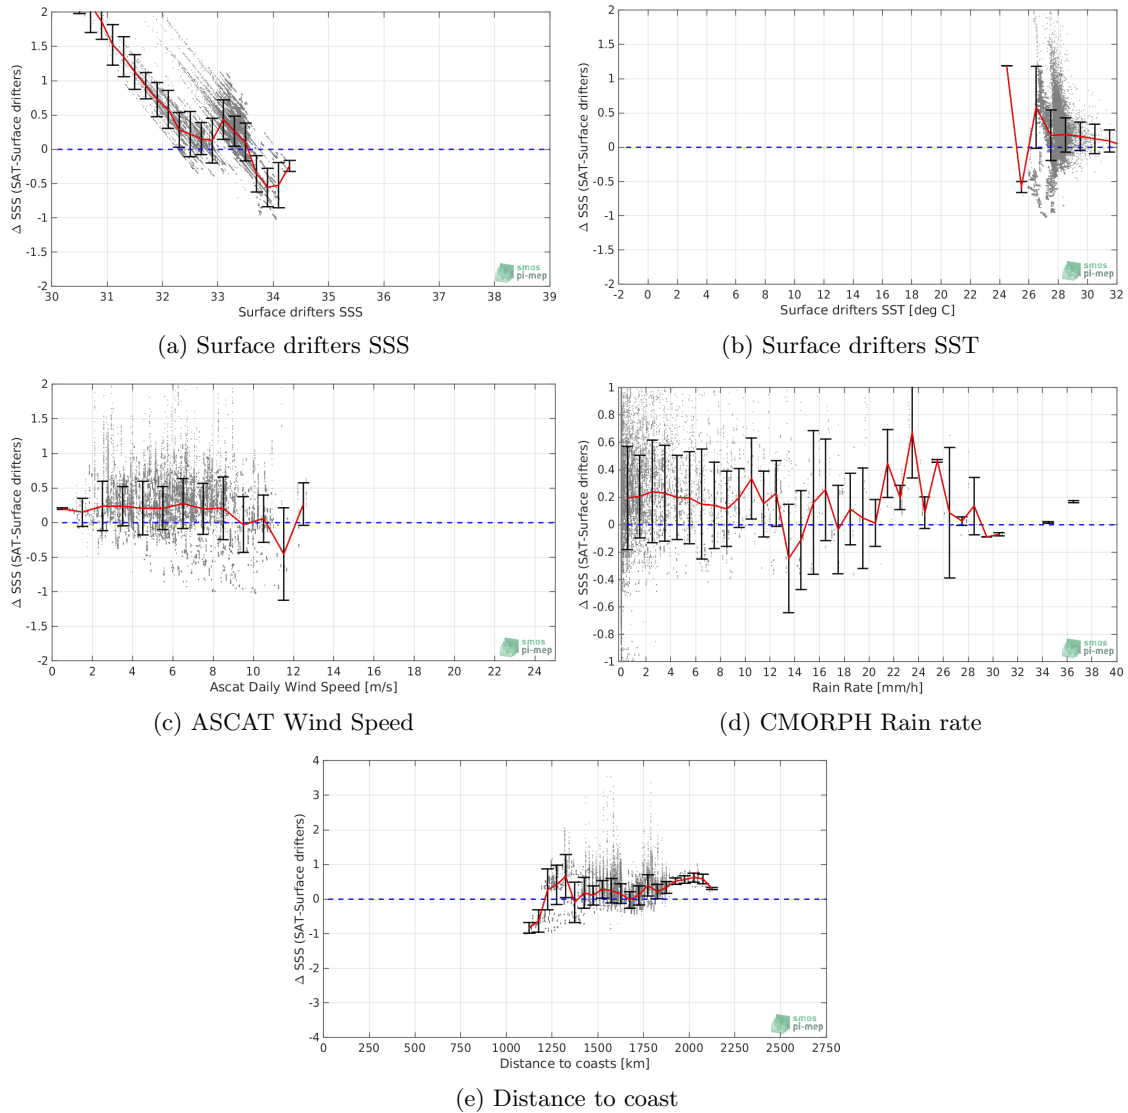 2
1.5
1
0.5
0
-0.5
-1
-1.5
-2
Δ SSS (SAT-Surface drifters)
30 31 32 33 34 35 36 37 38 39
Surface drifters SSS
smos
pi-mep
(a) Surface drifters SSS
2
1.5
1
0.5
0
-0.5
-1
-1.5
-2
Δ SSS (SAT-Surface drifters)
-2 0 2 4 6 8 10 12 14 16 18 20 22 24 26 28 30 32
Surface drifters SST [deg C]
smos
pi-mep
(b) Surface drifters SST
2
1.5
1
0.5
0
-0.5
-1
-1.5
-2
Δ SSS (SAT-Surface drifters)
0 2 4 6 8 10 12 14 16 18 20 22 24
Ascat Daily Wind Speed [m/s]
smos
pi-mep
(c) ASCAT Wind Speed
1
0.8
0.6
0.4
0.2
0
-0.2
-0.4
-0.6
-0.8
-1
Δ SSS (SAT-Surface drifters)
0 2 4 6 8 10 12 14 16 18 20 22 24 26 28 30 32 34 36 38 40
Rain Rate [mm/h]
smos
pi-mep
(d) CMORPH Rain rate
4
3
2
1
0
-1
-2
-3
-4
Δ SSS (SAT-Surface drifters)
0 250 500 750 1000 1250 1500 1750 2000 2250 2500 2750
Distance to coasts [km]
smos
pi-mep
(e) Distance to coast